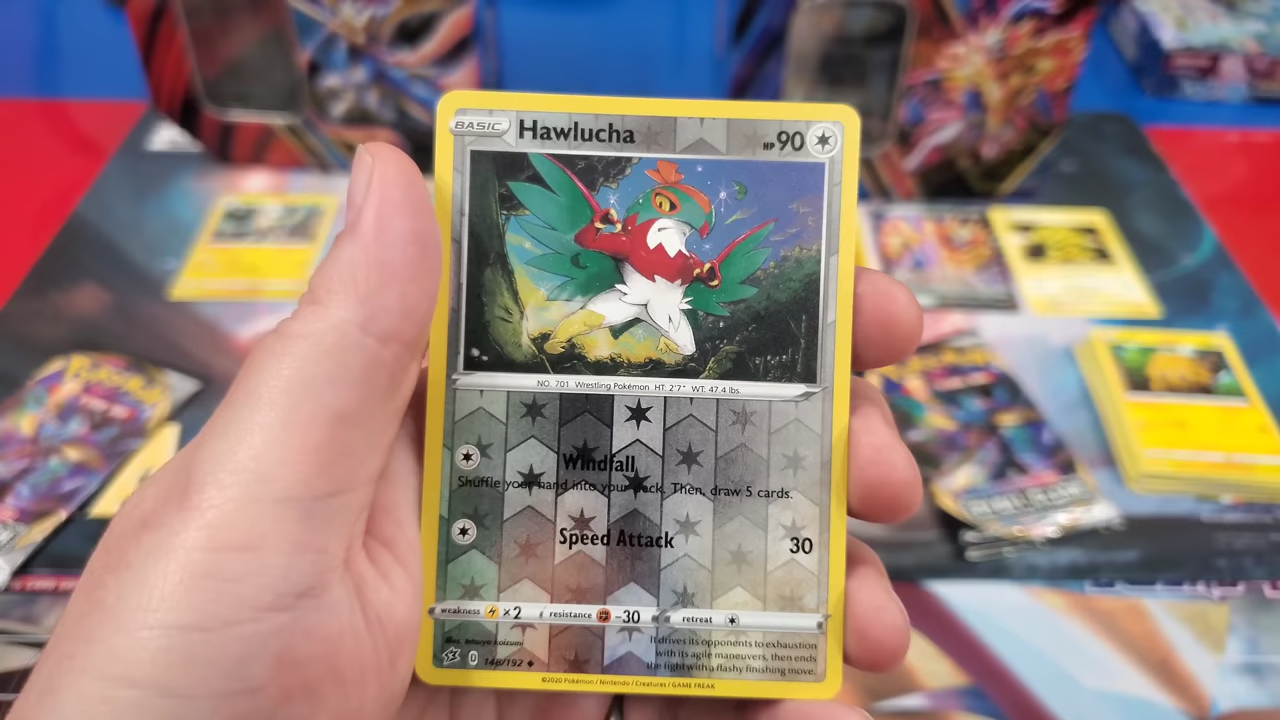 BASIC Hawlucha HP 90
NO. 701 Wrestling Pokémon HT: 2'7" WT: 47.4 lbs.
Windfall
Shuffle your hand into your deck. Then, draw 5 cards.
Speed Attack 30
weakness ×2 resistance -30 retreat
Illus. tetsuya koizumi
It drives its opponents to exhaustion
with its agile maneuvers, then ends
the fight with a flashy finishing move.
D 148/192
©2020 Pokémon / Nintendo / Creatures / GAME FREAK
Pokémon